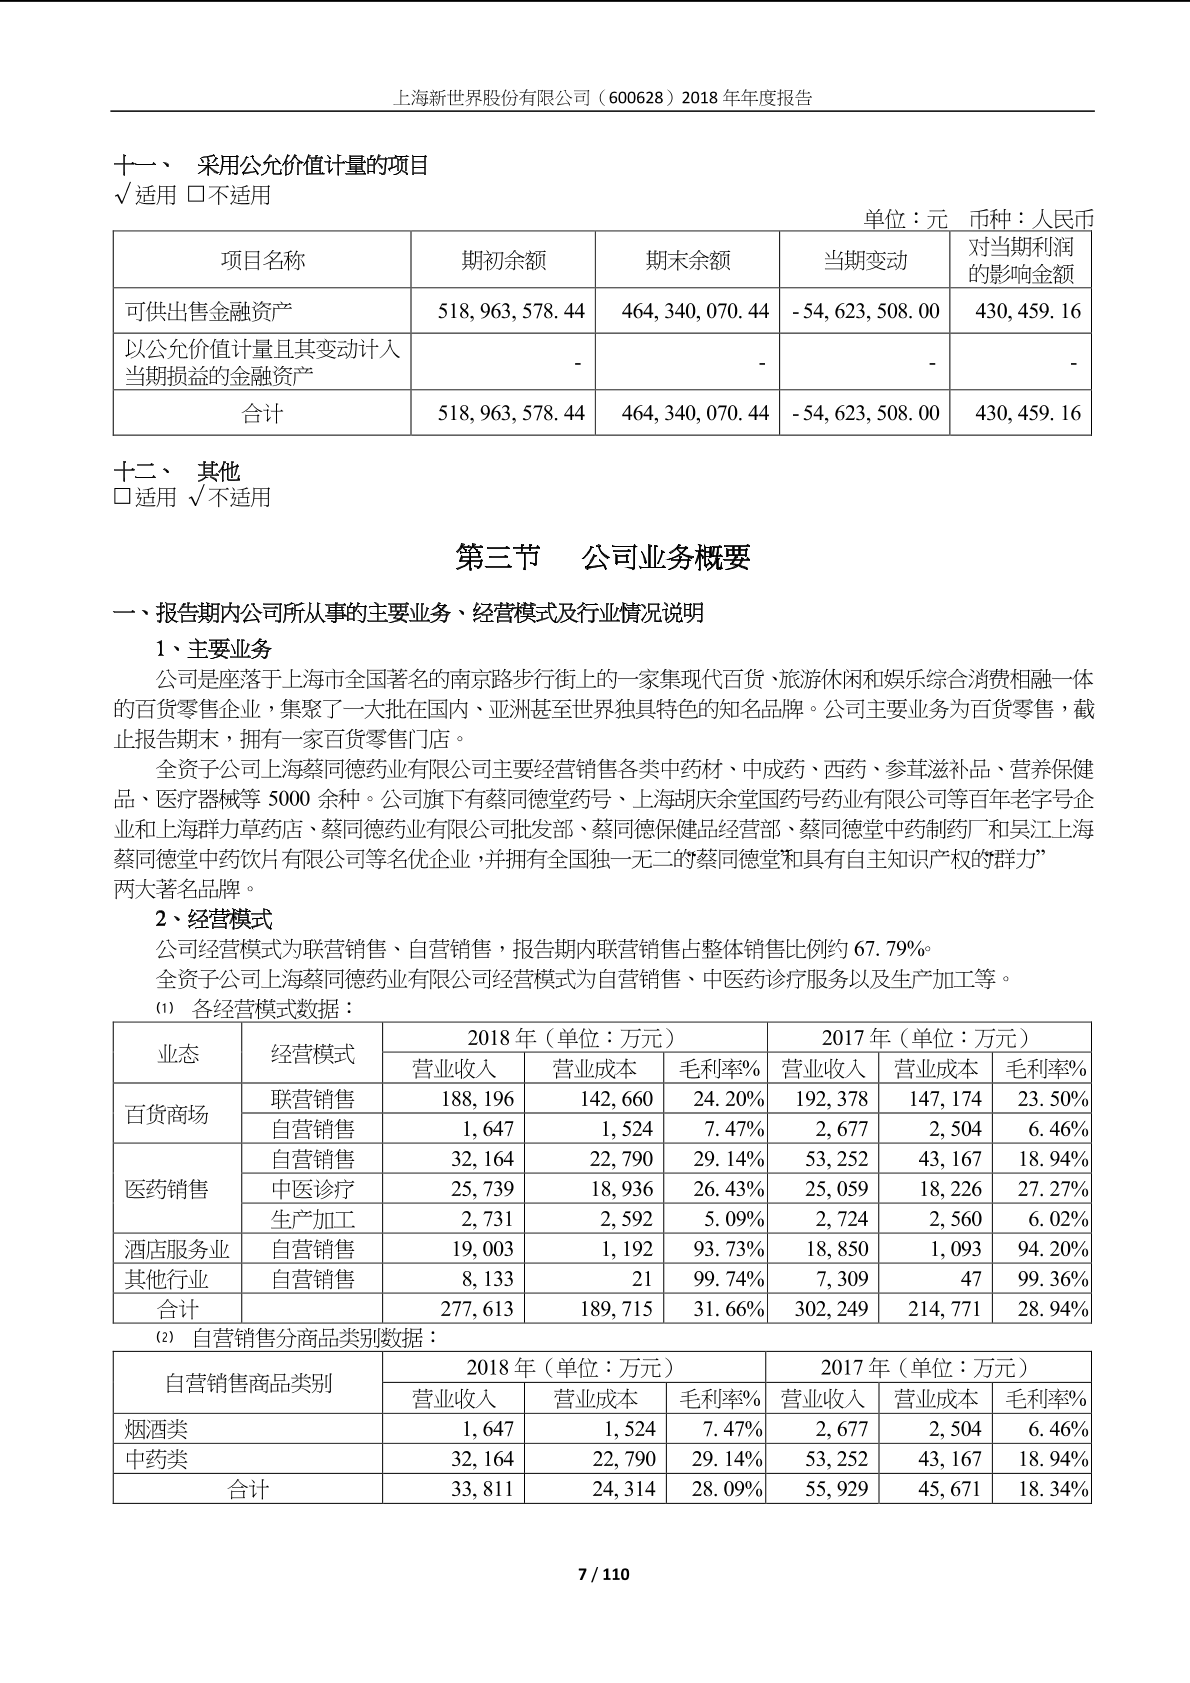 上海新世界股份有限公司（600628）2018 年年度报告
十一、 采用公允价值计量的项目
√适用 □不适用
单位：元 币种：人民币
项目名称 期初余额 期末余额 当期变动 对当期利润的影响金额
可供出售金融资产 518,963,578.44 464,340,070.44 -54,623,508.00 430,459.16
以公允价值计量且其变动计入当期损益的金融资产 - - - -
合计 518,963,578.44 464,340,070.44 -54,623,508.00 430,459.16
十二、 其他
□适用 √不适用
第三节 公司业务概要
一、报告期内公司所从事的主要业务、经营模式及行业情况说明
1、主要业务
公司是座落于上海市全国著名的南京路步行街上的一家集现代百货、旅游休闲和娱乐综合消费相融一体
的百货零售企业，集聚了一大批在国内、亚洲甚至世界独具特色的知名品牌。公司主要业务为百货零售，截
止报告期末，拥有一家百货零售门店。
全资子公司上海蔡同德药业有限公司主要经营销售各类中药材、中成药、西药、参茸滋补品、营养保健
品、医疗器械等 5000 余种。公司旗下有蔡同德堂药号、上海胡庆余堂国药号药业有限公司等百年老字号企
业和上海群力草药店、蔡同德药业有限公司批发部、蔡同德保健品经营部、蔡同德堂中药制药厂和吴江上海
蔡同德堂中药饮片有限公司等名优企业，并拥有全国独一无二的“蔡同德堂”和具有自主知识产权的“群力”
两大著名品牌。
2、经营模式
公司经营模式为联营销售、自营销售，报告期内联营销售占整体销售比例约 67.79%。
全资子公司上海蔡同德药业有限公司经营模式为自营销售、中医药诊疗服务以及生产加工等。
⑴ 各经营模式数据：
业态 经营模式 2018 年（单位：万元） 2017 年（单位：万元）
营业收入 营业成本 毛利率% 营业收入 营业成本 毛利率%
百货商场 联营销售 188,196 142,660 24.20% 192,378 147,174 23.50%
自营销售 1,647 1,524 7.47% 2,677 2,504 6.46%
医药销售 自营销售 32,164 22,790 29.14% 53,252 43,167 18.94%
中医诊疗 25,739 18,936 26.43% 25,059 18,226 27.27%
生产加工 2,731 2,592 5.09% 2,724 2,560 6.02%
酒店服务业 自营销售 19,003 1,192 93.73% 18,850 1,093 94.20%
其他行业 自营销售 8,133 21 99.74% 7,309 47 99.36%
合计 277,613 189,715 31.66% 302,249 214,771 28.94%
⑵ 自营销售分商品类别数据：
自营销售商品类别 2018 年（单位：万元） 2017 年（单位：万元）
营业收入 营业成本 毛利率% 营业收入 营业成本 毛利率%
烟酒类 1,647 1,524 7.47% 2,677 2,504 6.46%
中药类 32,164 22,790 29.14% 53,252 43,167 18.94%
合计 33,811 24,314 28.09% 55,929 45,671 18.34%
7 / 110